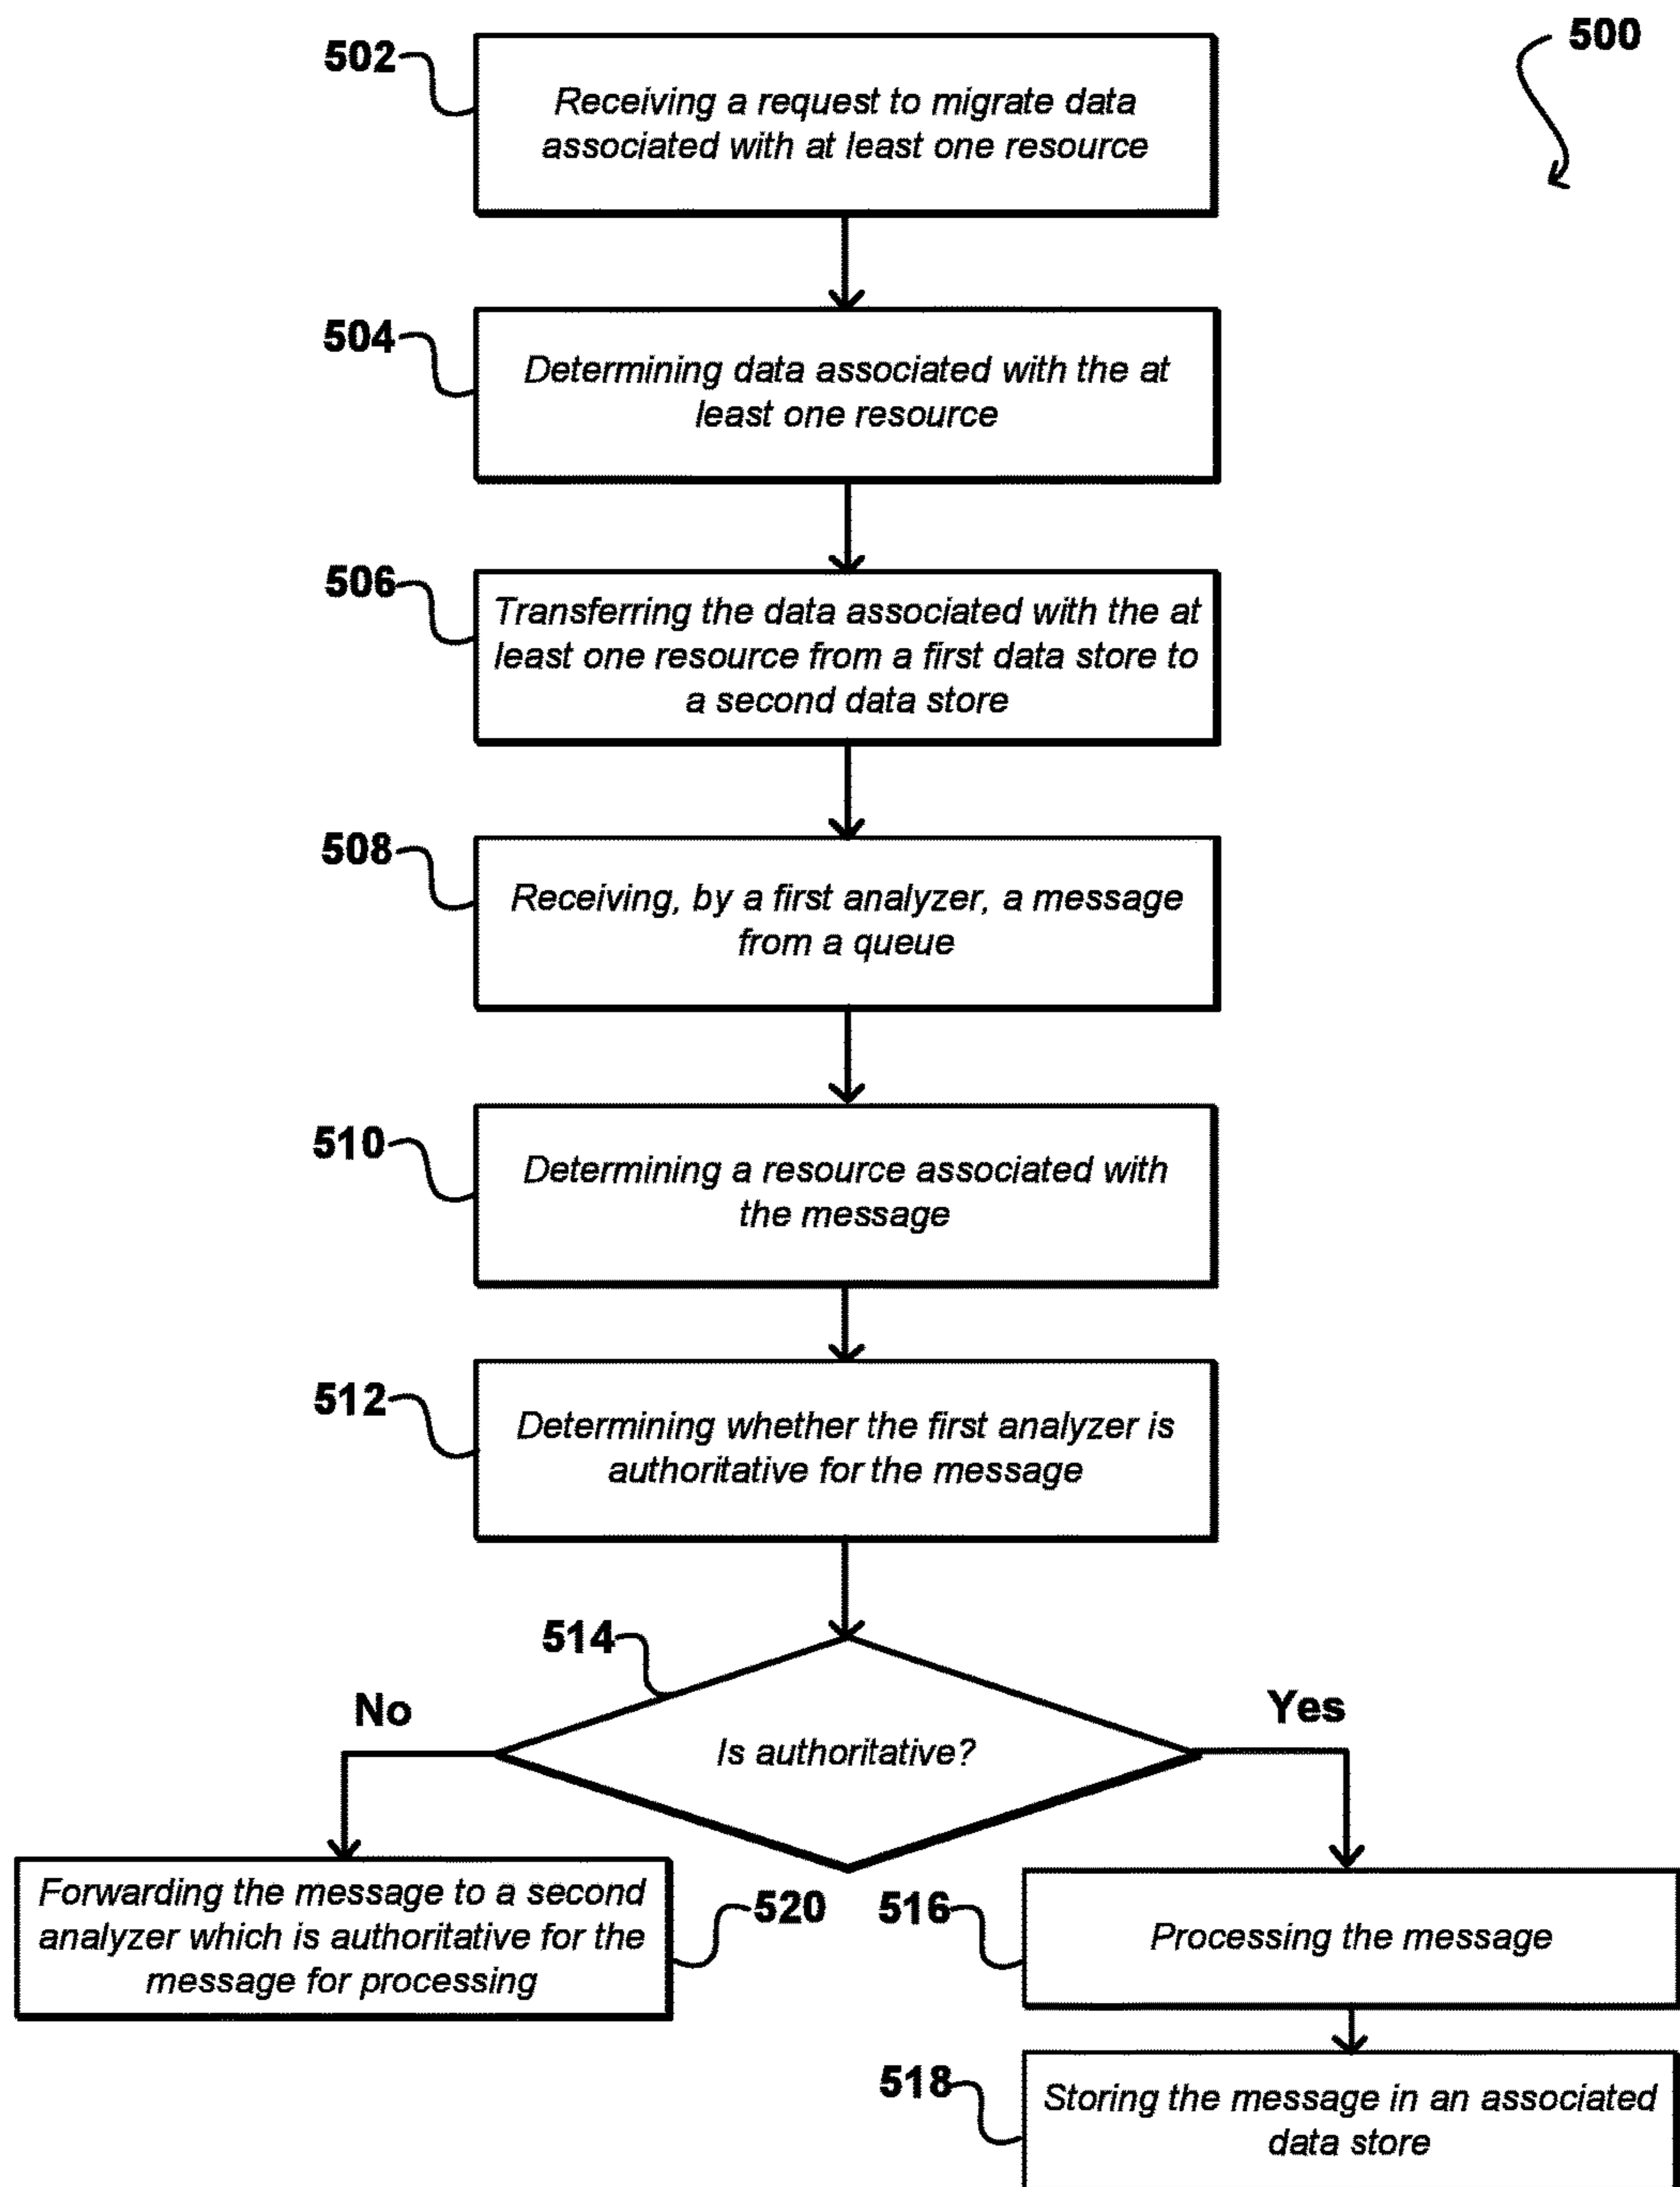 500
502
Receiving a request to migrate data
associated with at least one resource
504
Determining data associated with the at
least one resource
506
Transferring the data associated with the at
least one resource from a first data store to
a second data store
508
Receiving, by a first analyzer, a message
from a queue
510
Determining a resource associated with
the message
512
Determining whether the first analyzer is
authoritative for the message
514
No
Is authoritative?
Yes
Forwarding the message to a second
analyzer which is authoritative for the
message for processing
520
516
Processing the message
518
Storing the message in an associated
data store